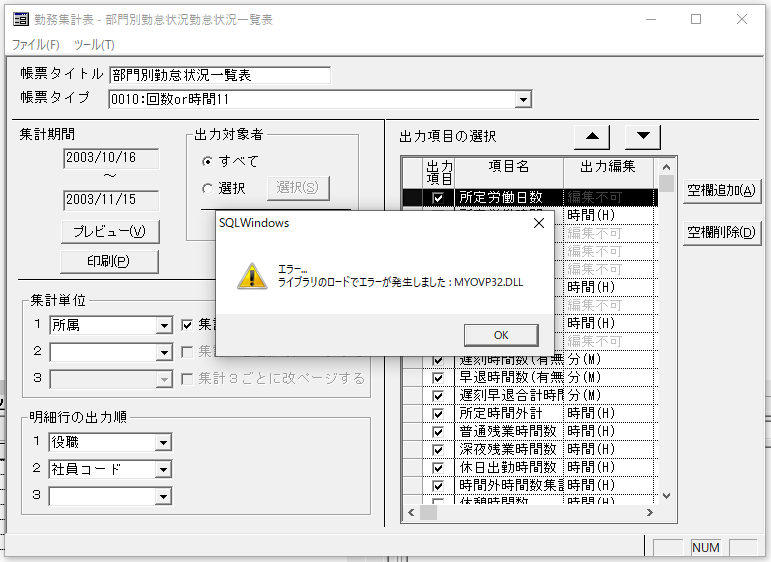 勤務集計表 - 部門別勤怠状況勤怠状況一覧表
ファイル(F) ツール(T)
帳票タイトル 部門別勤怠状況一覧表
帳票タイプ 0010:回数or時間11
集計期間
2003/10/16
～
2003/11/15
プレビュー(V)
印刷(P)
出力対象者
すべて
選択 選択(S)
集計単位
1 所属 集
2
3 集計3ごとに改ページする
明細行の出力順
1 役職
2 社員コード
3
出力項目の選択
出力項目 項目名 出力編集
所定労働日数 編集不可
時間(H)
編集不可
時間(H)
編集不可
時間(H)
編集不可
時間(H)
編集不可
遅刻時間数(有無 分(M)
早退時間数(有無 分(M)
遅刻早退合計時間 分(M)
所定時間外計 時間(H)
普通残業時間数 時間(H)
深夜残業時間数 時間(H)
休日出勤時間数 時間(H)
時間外時間数集計 時間(H)
休憩時間数 時間(H)
空欄追加(A)
空欄削除(D)
SQLWindows
エラー...
ライブラリのロードでエラーが発生しました : MYOVP32.DLL
OK
NUM